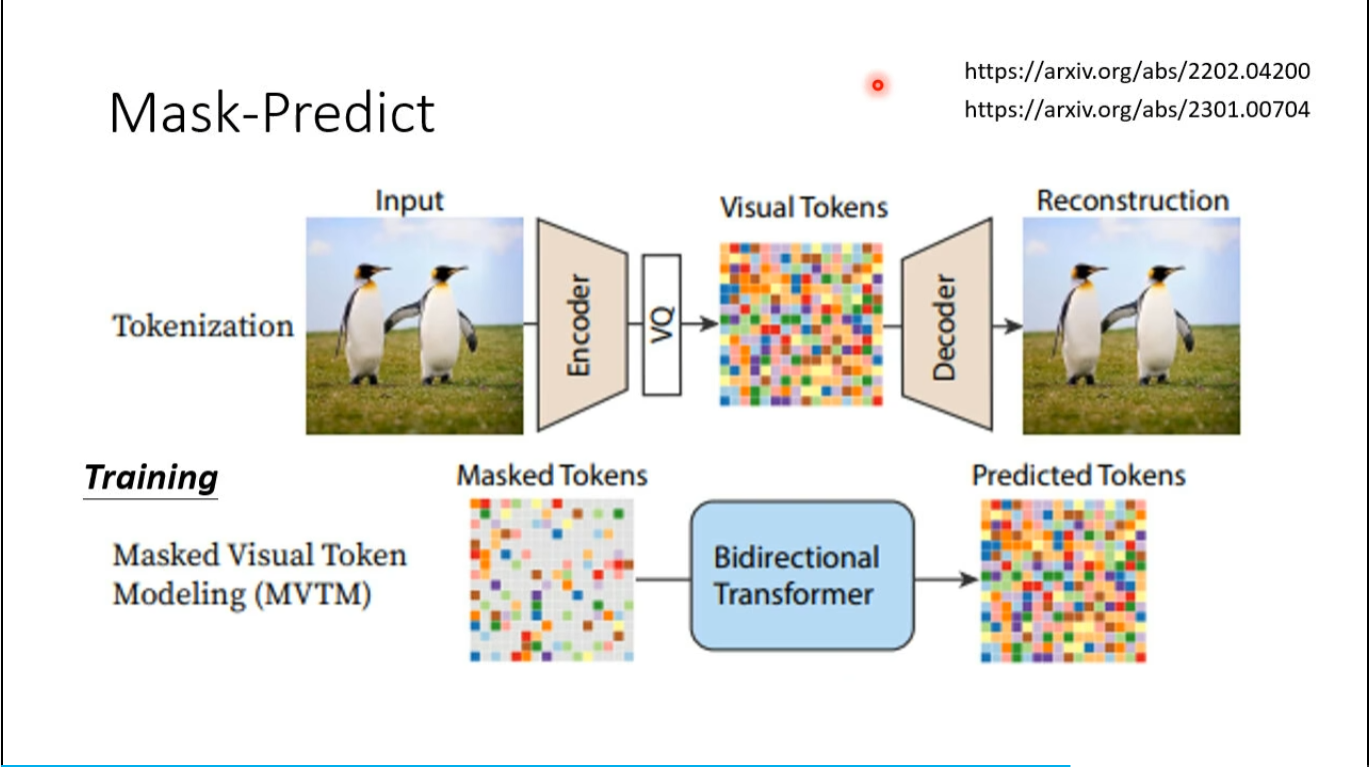 https://arxiv.org/abs/2202.04200
https://arxiv.org/abs/2301.00704
Mask-Predict
Input
Visual Tokens
Reconstruction
Tokenization
Encoder
VQ
Decoder
Training
Masked Tokens
Predicted Tokens
Masked Visual Token
Modeling (MVTM)
Bidirectional
Transformer